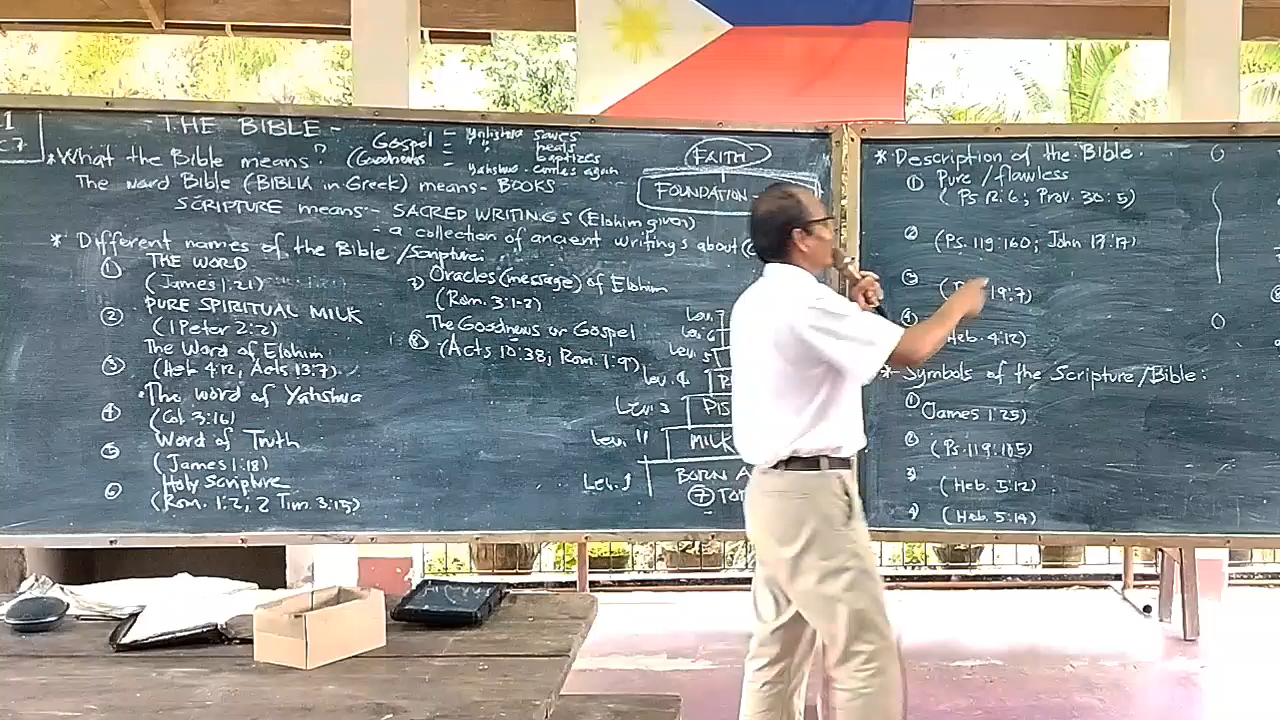 1
C7
- THE BIBLE -
Gospel - Yahshua saves
heals
(Goodnews = baptizes
Yahshua - comes again
* What the Bible means?
The word Bible (BIBLIA in Greek) means - BOOKS
SCRIPTURE means - SACRED WRITINGS (Elohim given)
- a collection of ancient writings about
* Different names of the Bible/Scripture:
① THE WORD
(James 1:21)
② PURE SPIRITUAL MILK
(1 Peter 2:2)
The Word of Elohim
③ (Heb 4:12, Acts 13:7)
The word of Yahshua
④ (Col. 3:16)
⑤ Word of Truth
(James 1:18)
⑥ Holy Scripture
(Rom. 1:2, 2 Tim. 3:15)
7) Oracles (message) of Elohim
(Rom. 3:1-2)
The Goodnews or Gospel
⑧ (Acts 10:38; Rom. 1:9)
FAITH
FOUNDATION
Lev. 7
Lev. 6
Lev. 5
Lev. 4 P
Lev. 3 DIS
Lev. 11 MILK
Lev. 1 BORN A
⑦ TO
* Description of the Bible:
① Pure/flawless
(Ps 12:6; Prov. 30:5)
② (Ps. 119:160; John 17:17)
③ 19:7)
④ Heb. 4:12)
* Symbols of the Scripture/Bible:
① (James 1:25)
② (Ps. 119:105)
3) (Heb. 5:12)
4) (Heb. 5:14)